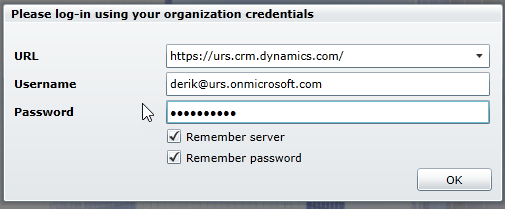 Please log-in using your organization credentials
URL https://urs.crm.dynamics.com/
Username derik@urs.onmicrosoft.com
Password ●●●●●●●●●●
Remember server
Remember password
OK